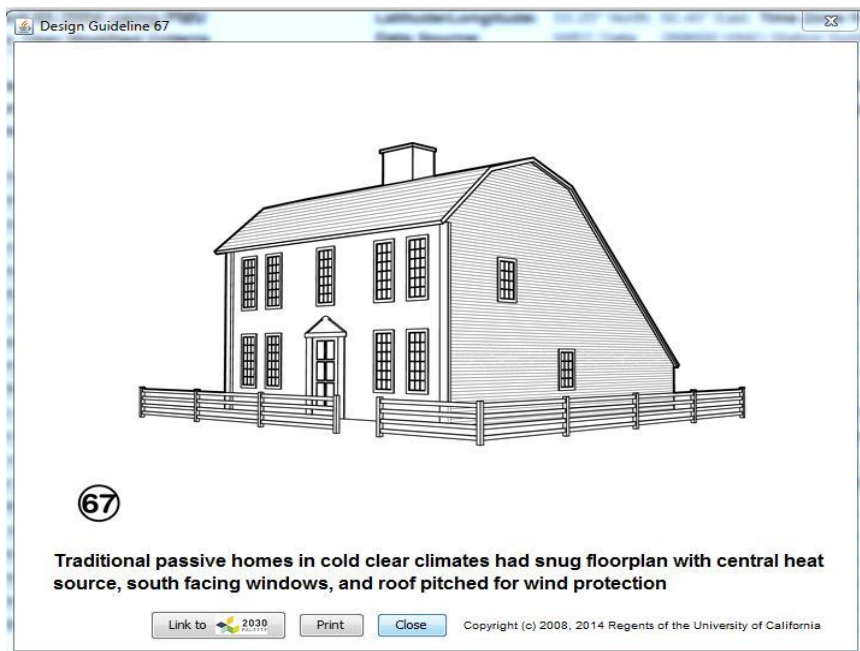 Design Guideline 67
67
Traditional passive homes in cold clear climates had snug floorplan with central heat
source, south facing windows, and roof pitched for wind protection
Link to 2030 PALETTE
Print
Close
Copyright (c) 2008, 2014 Regents of the University of California